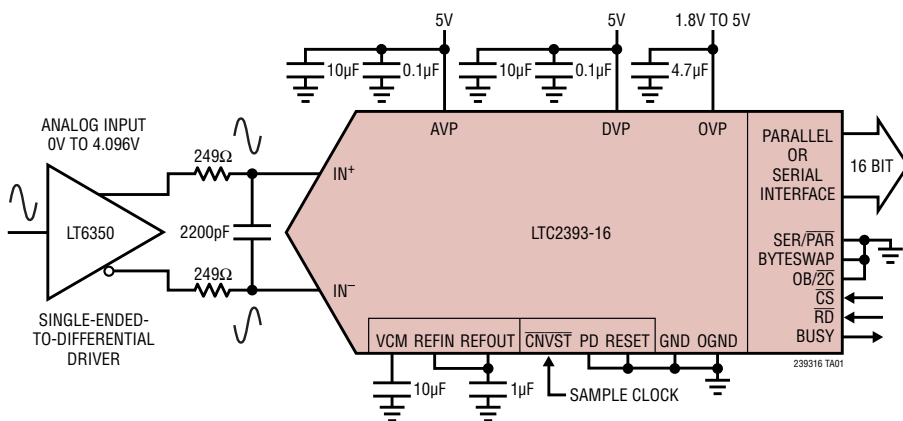 5V
5V
1.8V TO 5V
10µF
0.1µF
10µF
0.1µF
4.7µF
ANALOG INPUT
0V TO 4.096V
AVP
DVP
OVP
PARALLEL
OR
SERIAL
INTERFACE
16 BIT
249Ω
IN+
LT6350
2200pF
LTC2393-16
SER/PAR
BYTESWAP
OB/2C
CS
RD
BUSY
249Ω
IN–
SINGLE-ENDED-
TO-DIFFERENTIAL
DRIVER
VCM REFIN REFOUT CNVST PD RESET GND OGND
239316 TA01
10µF
1µF
SAMPLE CLOCK